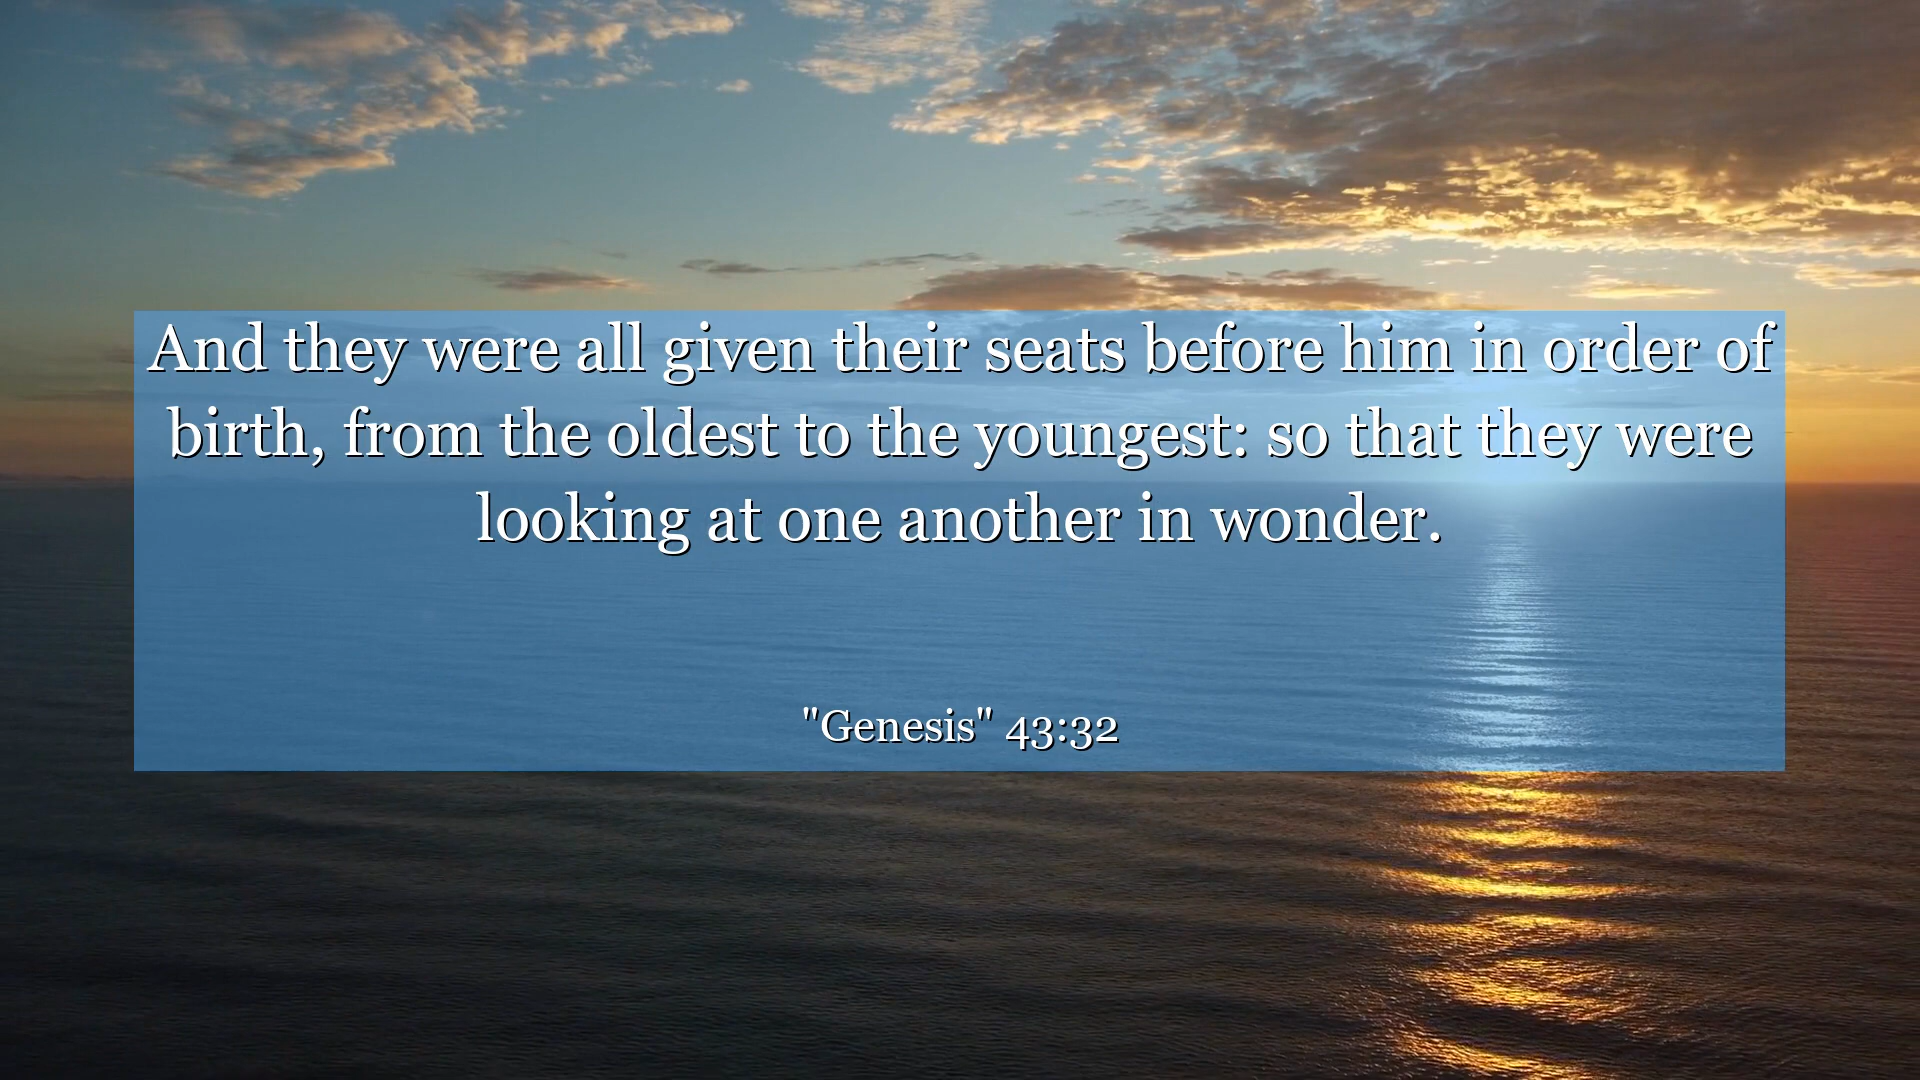 And they were all given their seats before him in order of
birth, from the oldest to the youngest: so that they were
looking at one another in wonder.
"Genesis" 43:32